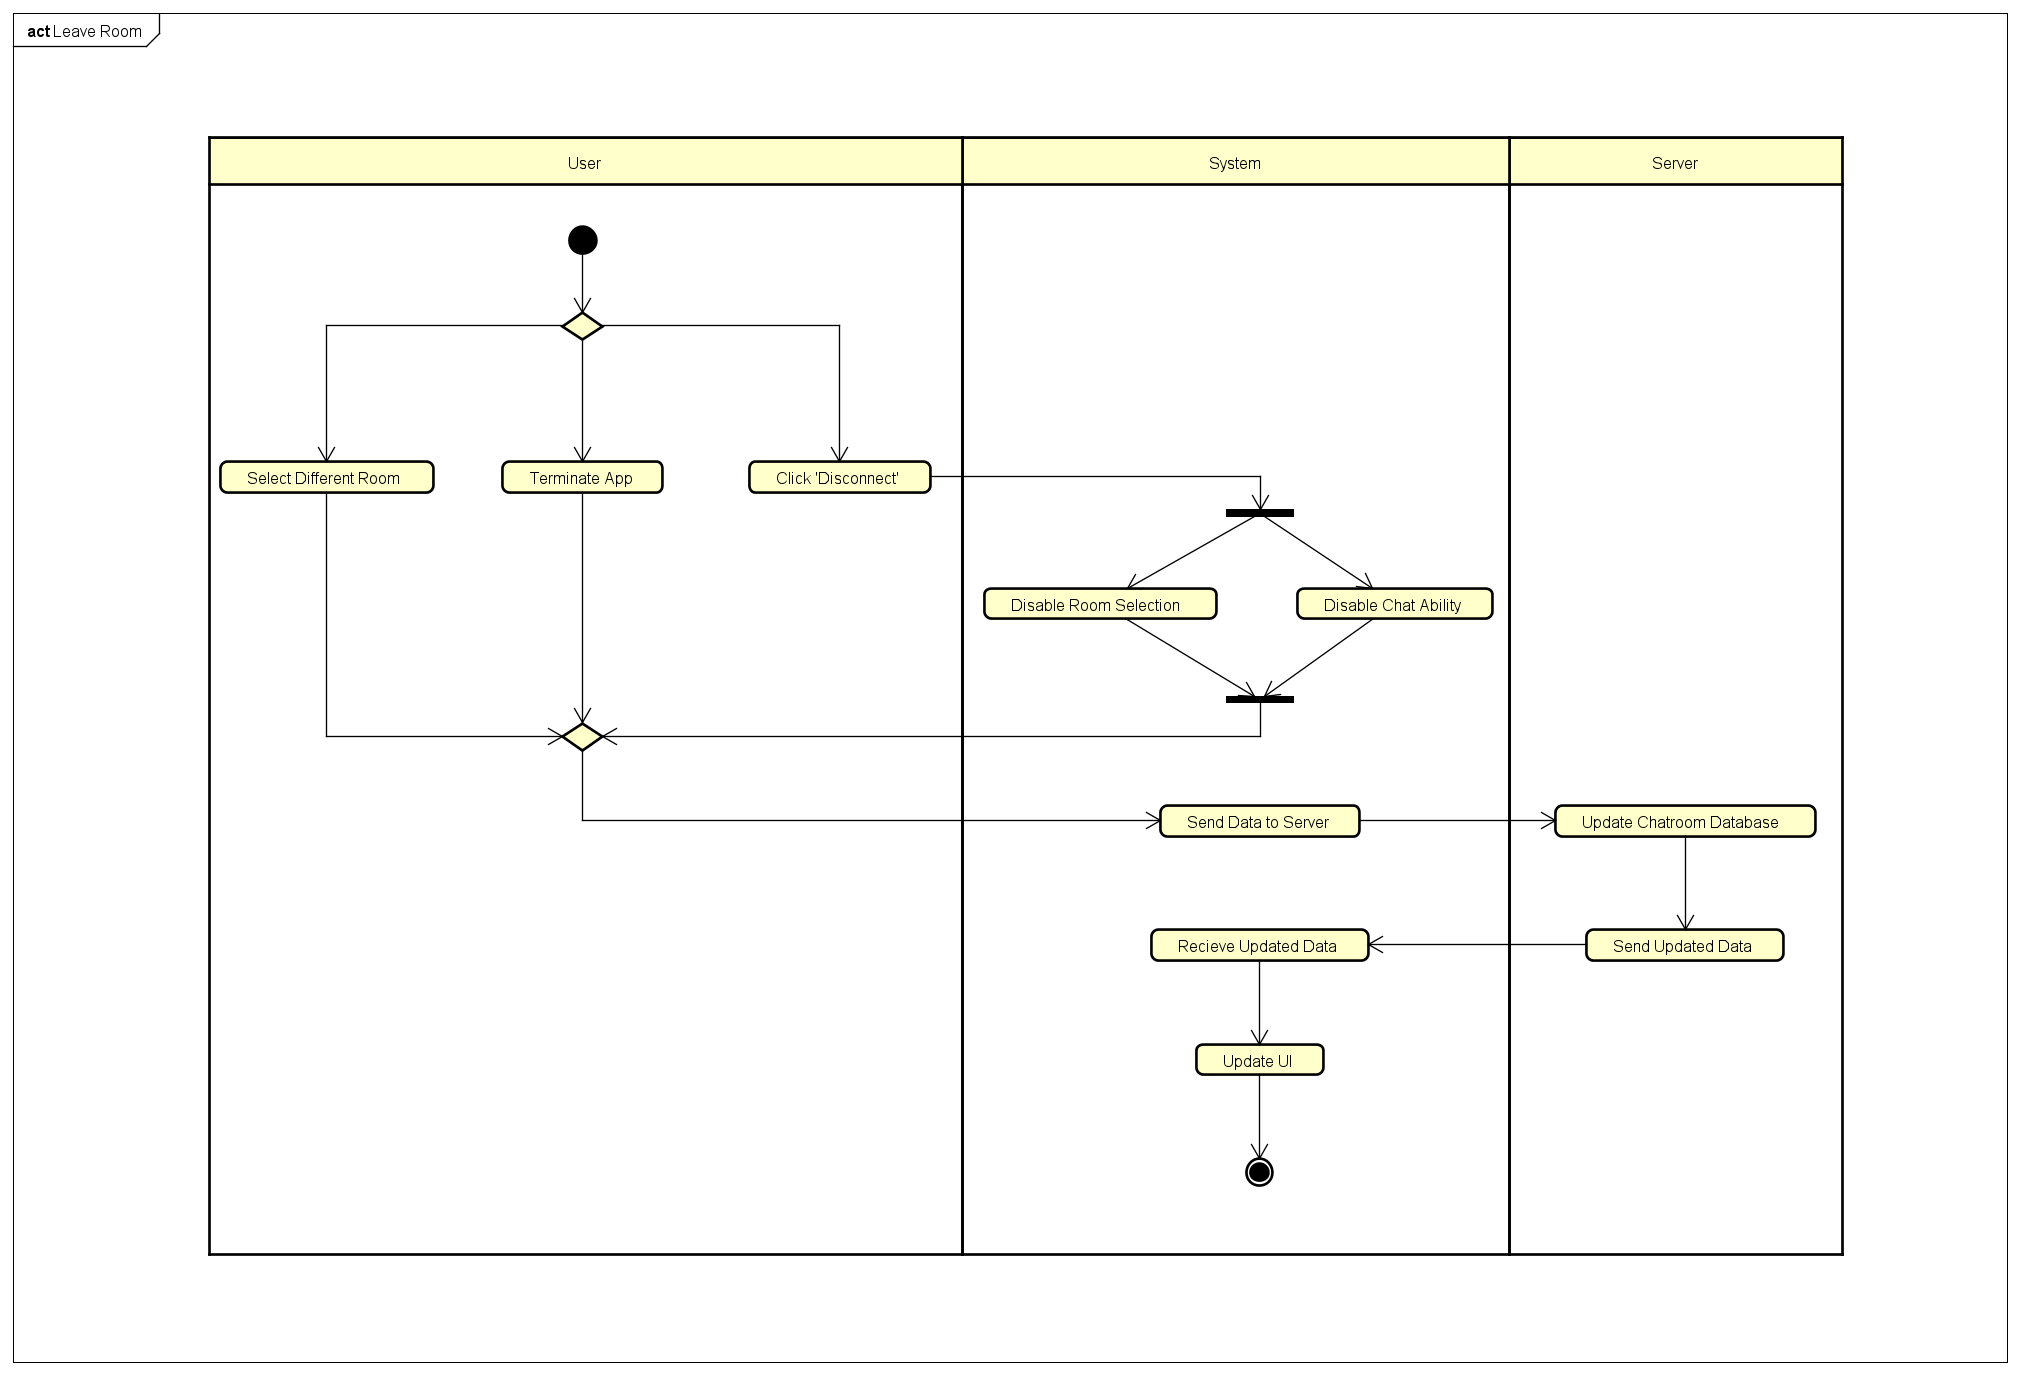 act Leave Room
User
System
Server
Select Different Room
Terminate App
Click 'Disconnect'
Disable Room Selection
Disable Chat Ability
Send Data to Server
Update Chatroom Database
Recieve Updated Data
Send Updated Data
Update UI